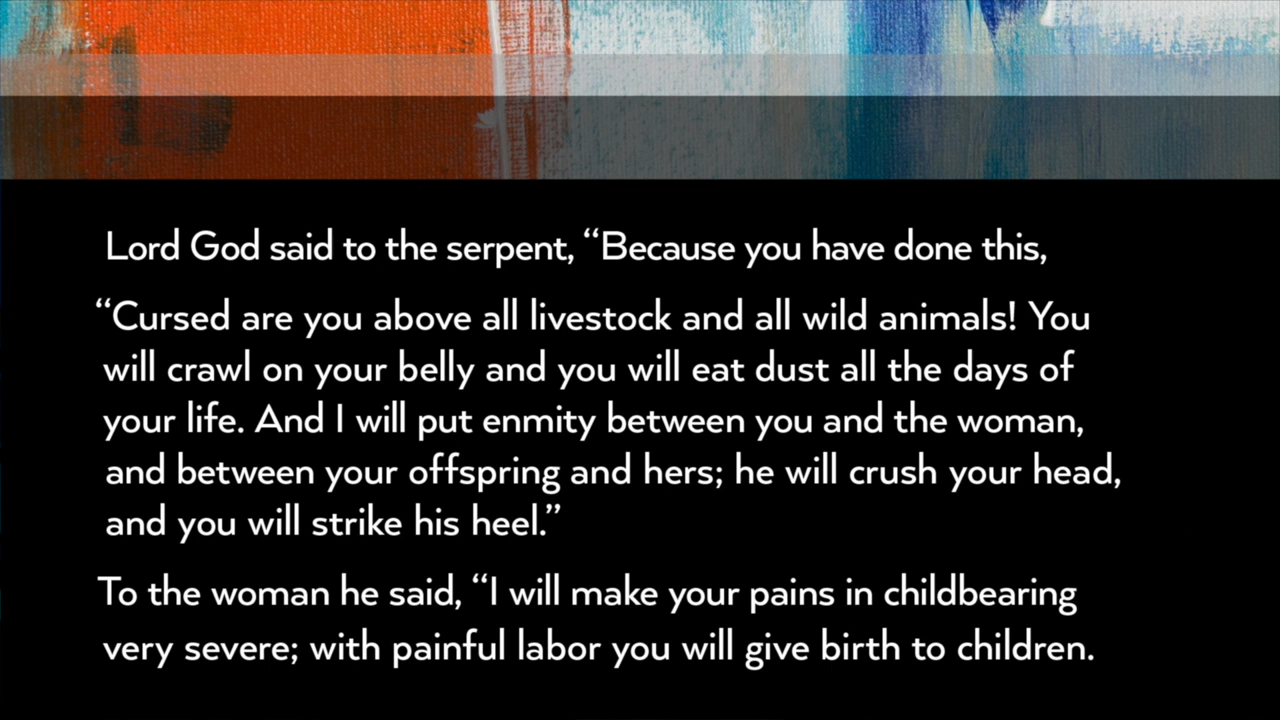 Lord God said to the serpent, “Because you have done this,
“Cursed are you above all livestock and all wild animals! You
will crawl on your belly and you will eat dust all the days of
your life. And I will put enmity between you and the woman,
and between your offspring and hers; he will crush your head,
and you will strike his heel.”
To the woman he said, “I will make your pains in childbearing
very severe; with painful labor you will give birth to children.